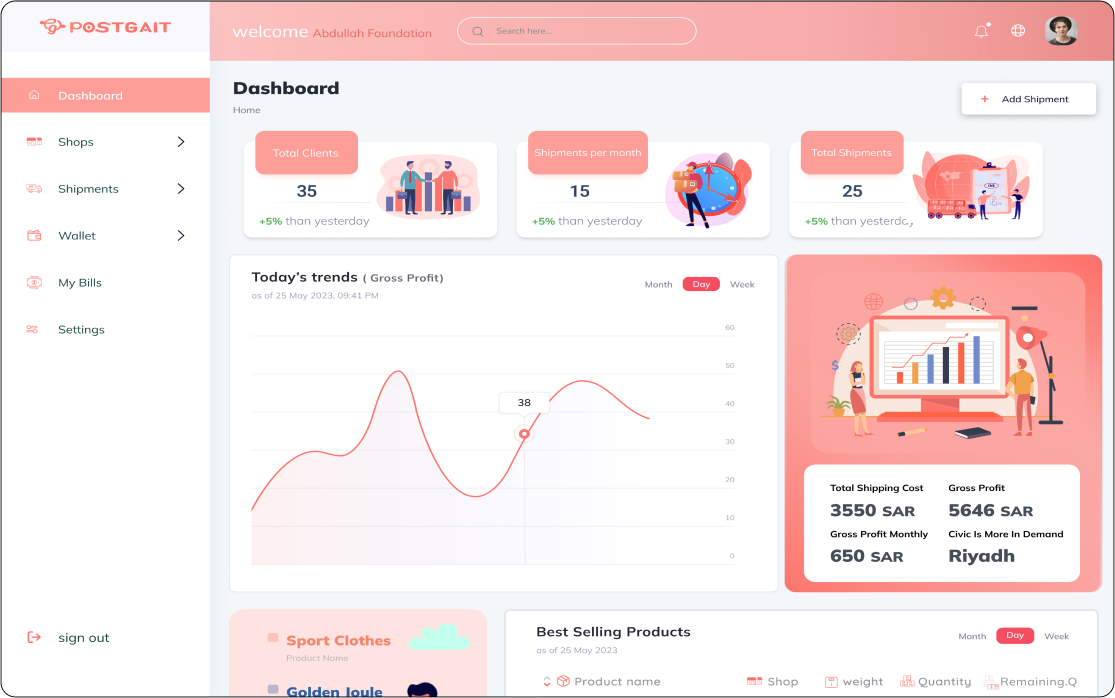 POSTGAIT
welcome Abdullah Foundation
Search here...
Dashboard
Shops
Shipments
Wallet
My Bills
Settings
sign out
Dashboard
Home
+ Add Shipment
Total Clients
35
+5% than yesterday
Shipments per month
15
+5% than yesterday
Total Shipments
25
+5% than yesterdc,,
Today’s trends ( Gross Profit)
as of 25 May 2023, 09:41 PM
Month Day Week
60
50
40
30
20
10
0
38
$
Total Shipping Cost
3550 SAR
Gross Profit
5646 SAR
Gross Profit Monthly
650 SAR
Civic Is More In Demand
Riyadh
Sport Clothes
Product Name
Golden Joule
Best Selling Products
as of 25 May 2023
Month Day Week
Product name Shop weight Quantity Remaining.Q